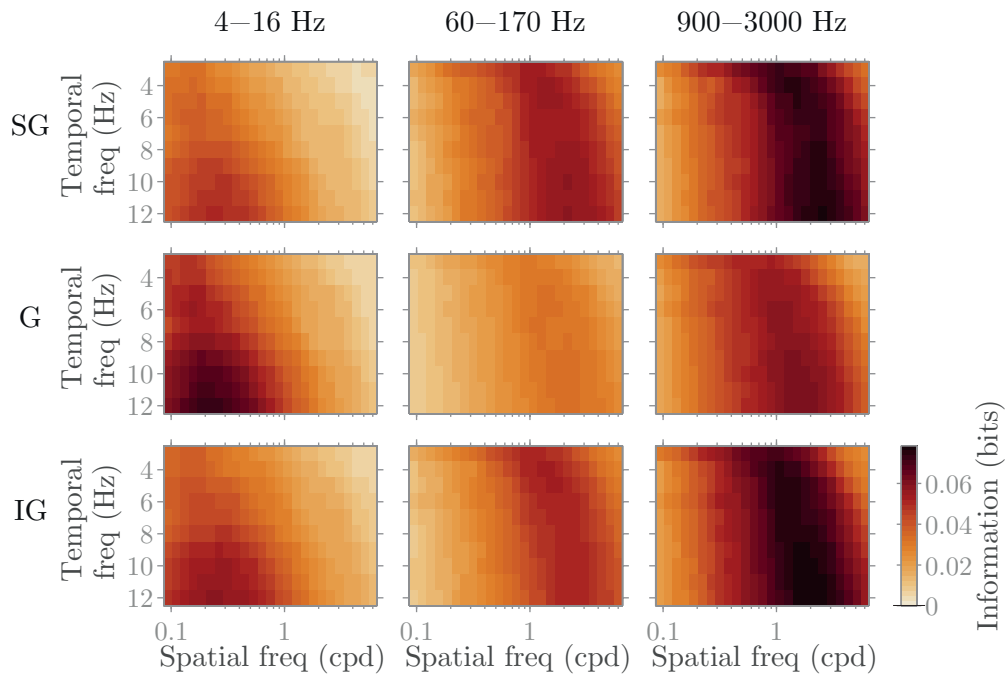 4–16 Hz 60–170 Hz 900–3000 Hz
SG
Temporal
freq (Hz)
4
6
8
10
12
G
Temporal
freq (Hz)
4
6
8
10
12
IG
Temporal
freq (Hz)
4
6
8
10
12
0.1 1 0.1 1 0.1 1
Spatial freq (cpd) Spatial freq (cpd) Spatial freq (cpd)
0.06
0.04
0.02
0
Information (bits)